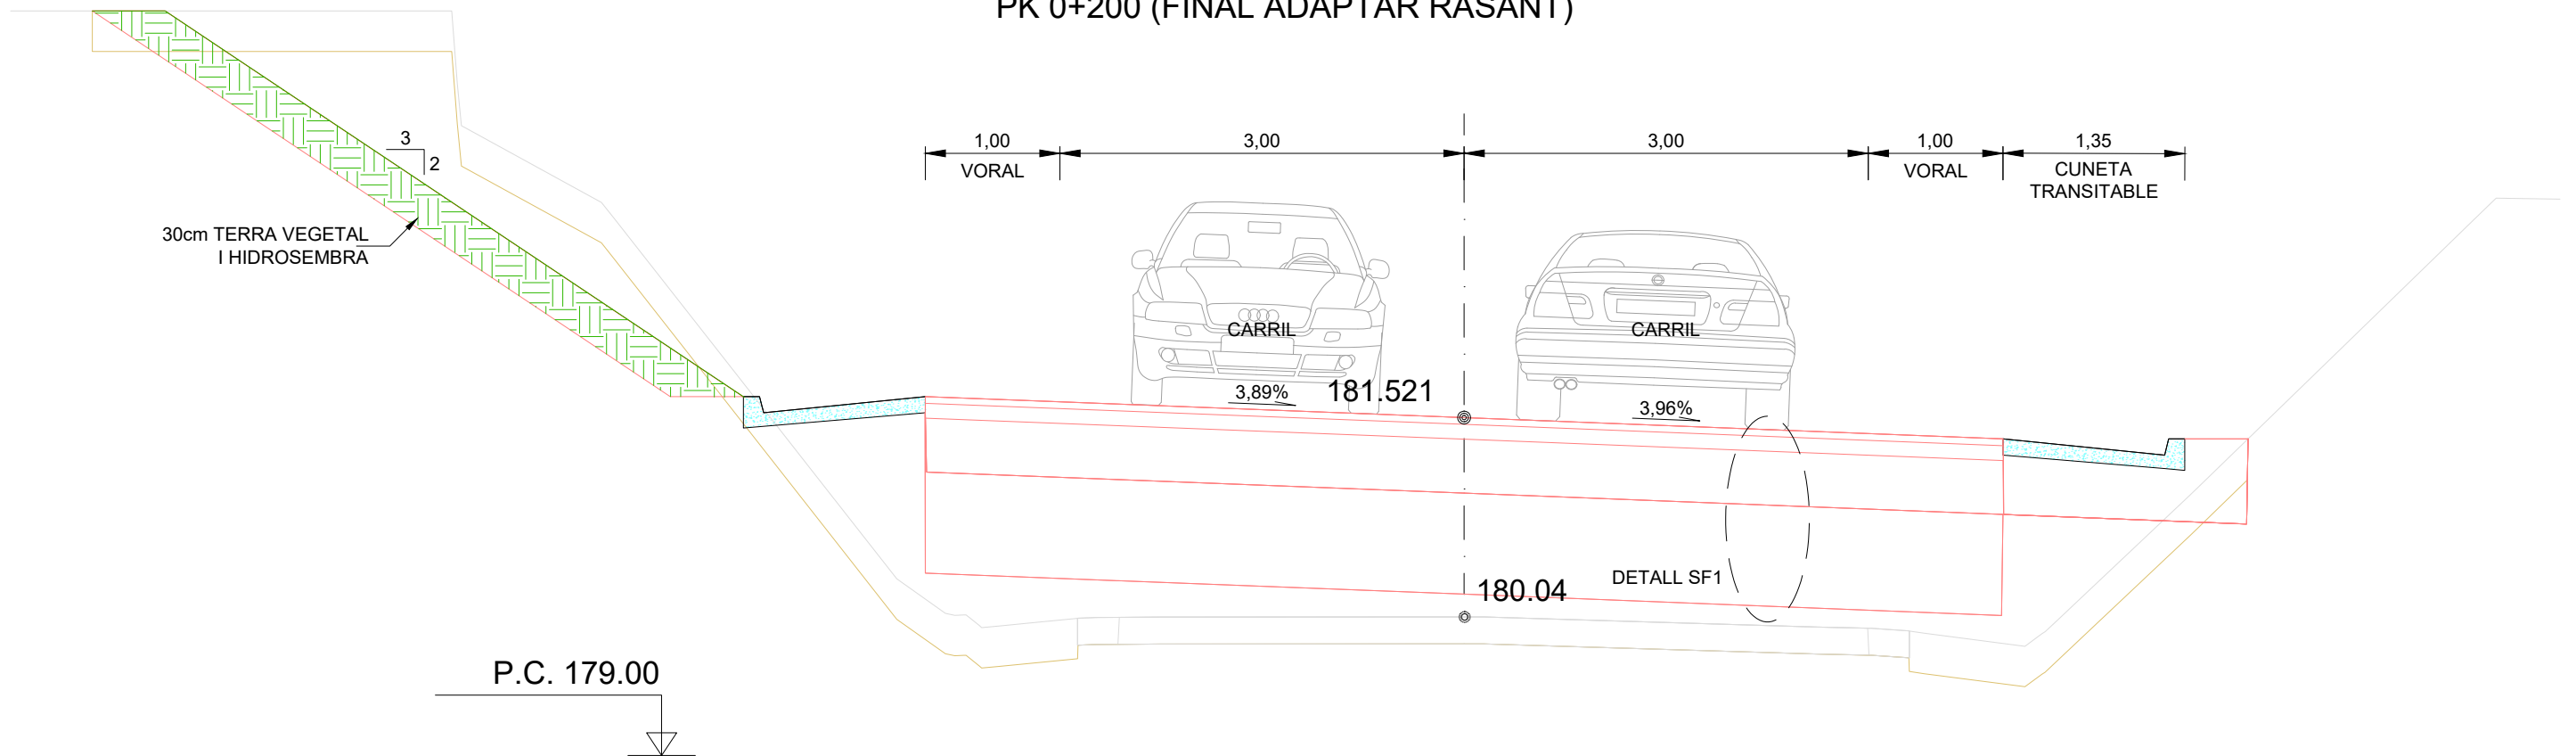 PK 0+200 (FINAL ADAPTAR RASANT)
3
2
30cm TERRA VEGETAL
I HIDROSEMBRA
1,00
3,00
3,00
1,00
1,35
VORAL
VORAL
CUNETA
TRANSITABLE
CARRIL
CARRIL
3,89%
181.521
3,96%
DETALL SF1
180.04
P.C. 179.00